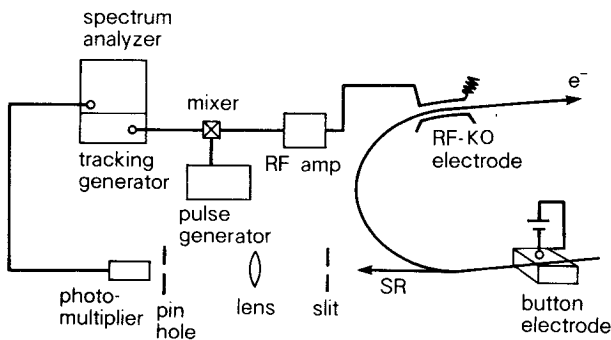 spectrum
analyzer
mixer
e⁻
tracking
generator
RF amp
RF-KO
electrode
pulse
generator
SR
photo-
multiplier
pin
hole
lens
slit
button
electrode